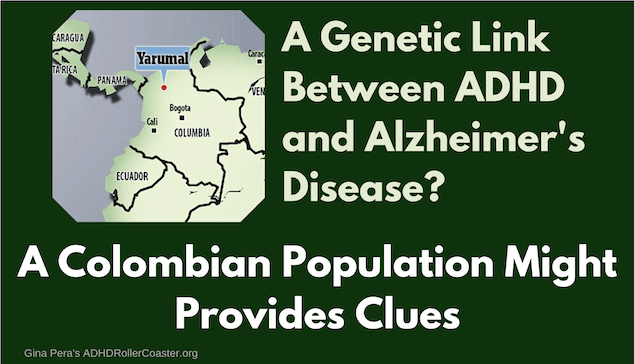 A Genetic Link
Between ADHD
and Alzheimer's
Disease?
CARAGUA
TA RICA
PANAMA
Yarumal
Carac
VEN
Bogota
Cali
COLUMBIA
ECUADOR
A Colombian Population Might
Provides Clues
Gina Pera's ADHDRollerCoaster.org